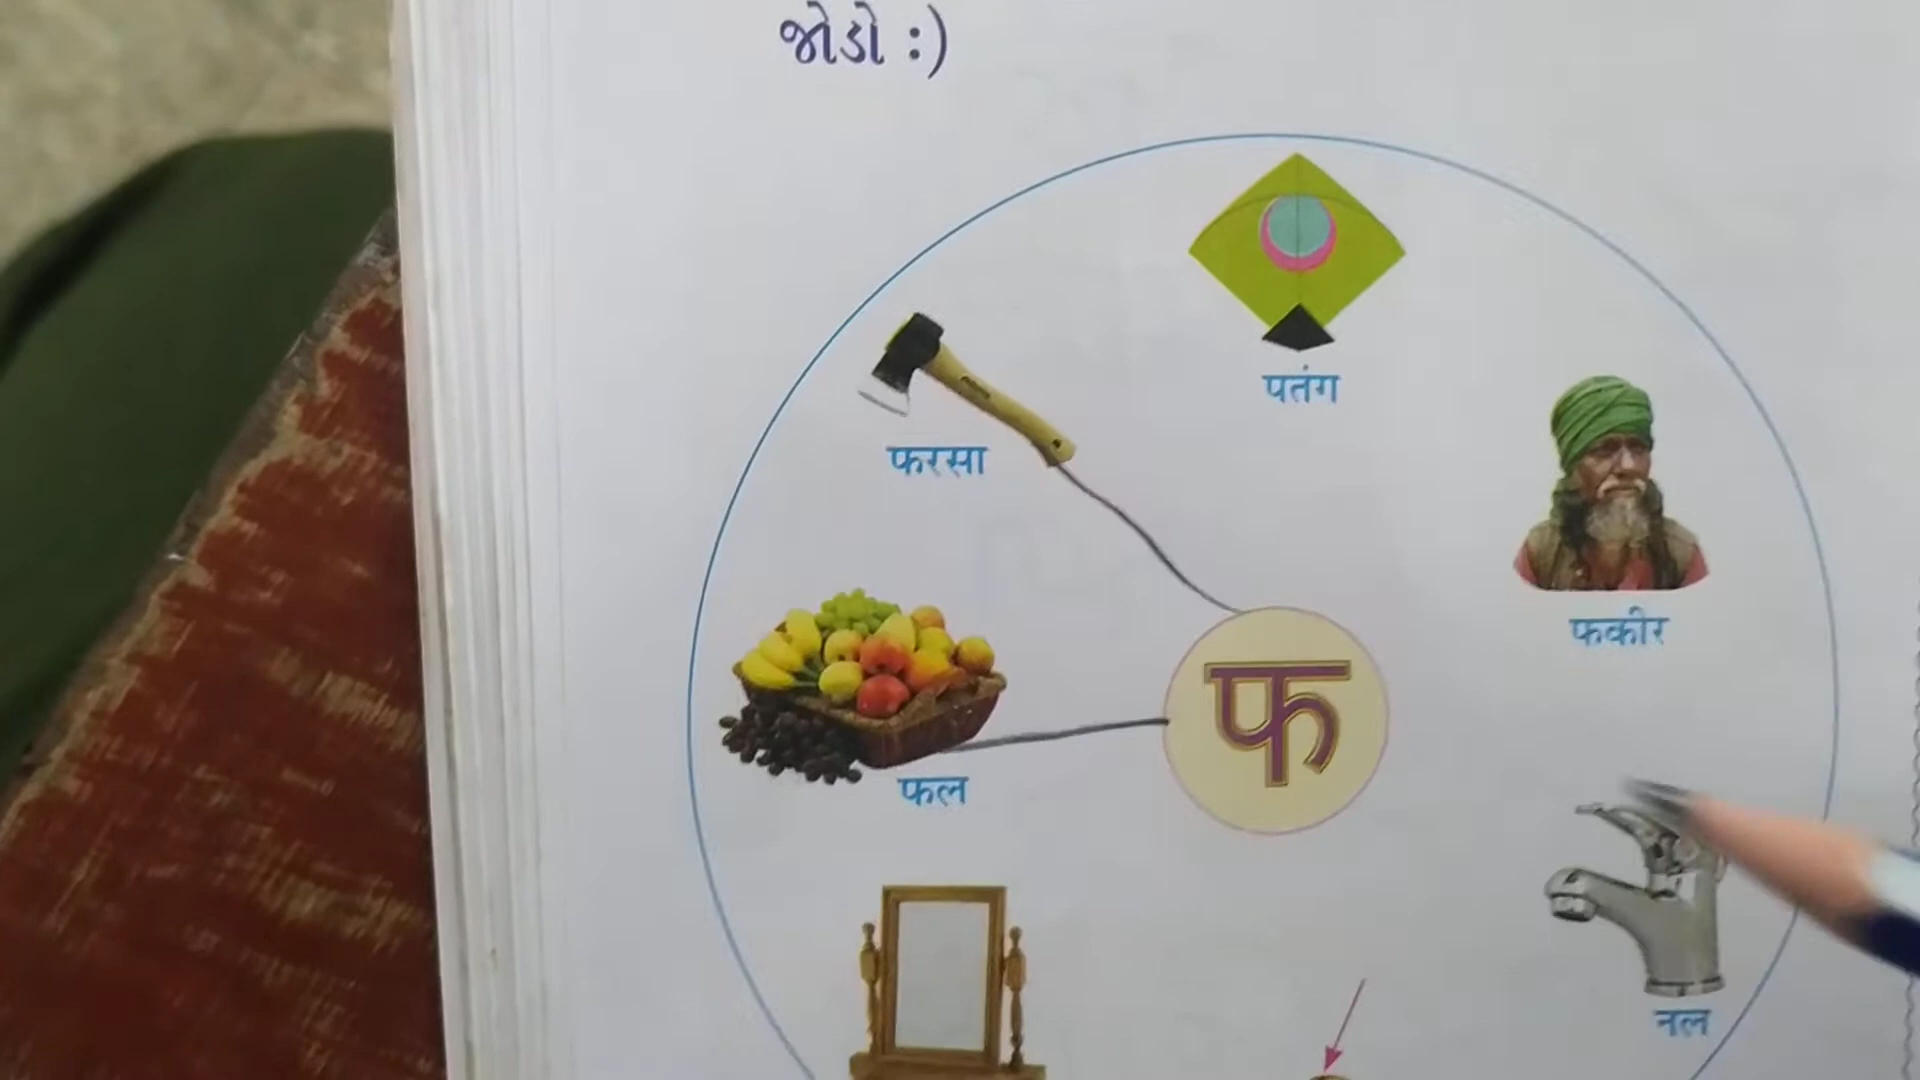 જોડો :)
पतंग
फरसा
फकीर
फ
फल
नल